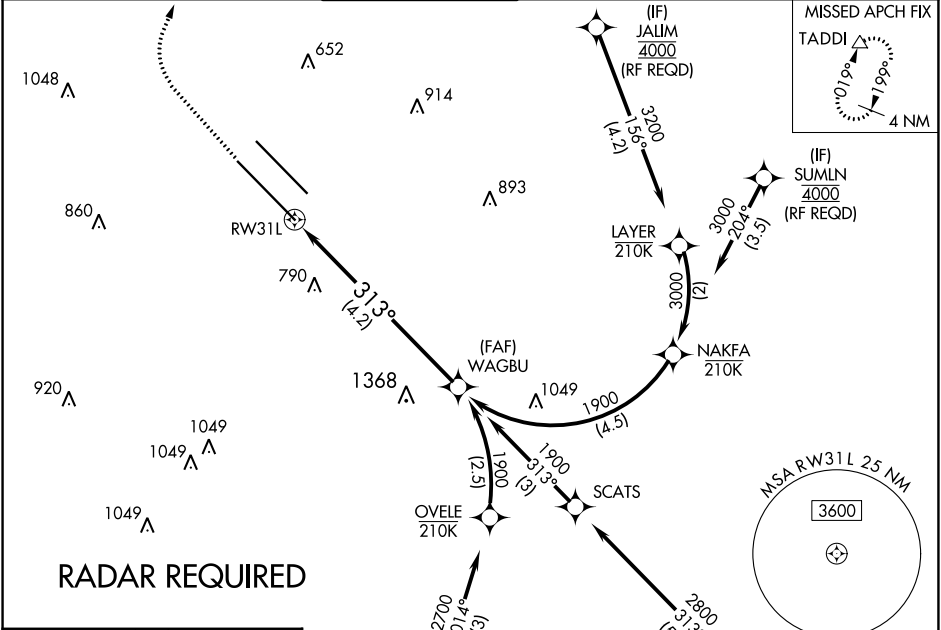 (IF)
JALIM
4000
(RF REQD)
MISSED APCH FIX
TADDI
019°
199°
4 NM
652
1048
914
3200
156°
(4.2)
(IF)
SUMLN
4000
(RF REQD)
893
3000
204°
(3.5)
860
RW31L
LAYER
210K
790
3000
(2)
313°
(4.2)
(FAF)
WAGBU
NAKFA
210K
1368
920
1049
1900
(4.5)
1049
1049
1900
(2.5)
1900
313°
(3)
SCATS
MSA RW31L 25 NM
3600
1049
OVELE
210K
RADAR REQUIRED
2700
014°
2800
313°